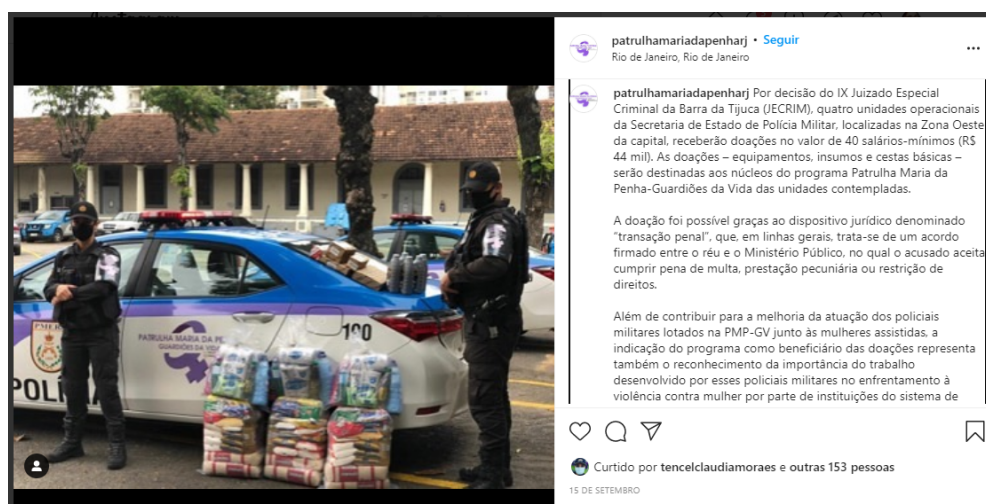 patrulhamariadapenharj • Seguir
Rio de Janeiro, Rio de Janeiro
patrulhamariadapenharj Por decisão do IX Juizado Especial
Criminal da Barra da Tijuca (JECRIM), quatro unidades operacionais
da Secretaria de Estado de Polícia Militar, localizadas na Zona Oeste
da capital, receberão doações no valor de 40 salários-mínimos (R$
44 mil). As doações – equipamentos, insumos e cestas básicas –
serão destinadas aos núcleos do programa Patrulha Maria da
Penha-Guardiões da Vida das unidades contempladas.
A doação foi possível graças ao dispositivo jurídico denominado
“transação penal”, que, em linhas gerais, trata-se de um acordo
firmado entre o réu e o Ministério Público, no qual o acusado aceita
cumprir pena de multa, prestação pecuniária ou restrição de
direitos.
Além de contribuir para a melhoria da atuação dos policiais
militares lotados na PMP-GV junto às mulheres assistidas, a
indicação do programa como beneficiário das doações representa
também o reconhecimento da importância do trabalho
desenvolvido por esses policiais militares no enfrentamento à
violência contra mulher por parte de instituições do sistema de
Curtido por tencelclaudiamoraes e outras 153 pessoas
15 DE SETEMBRO
PMERJ
PATRULHA MARIA DA PE
GUARDIÕES DA VIDA
190
POLÍ